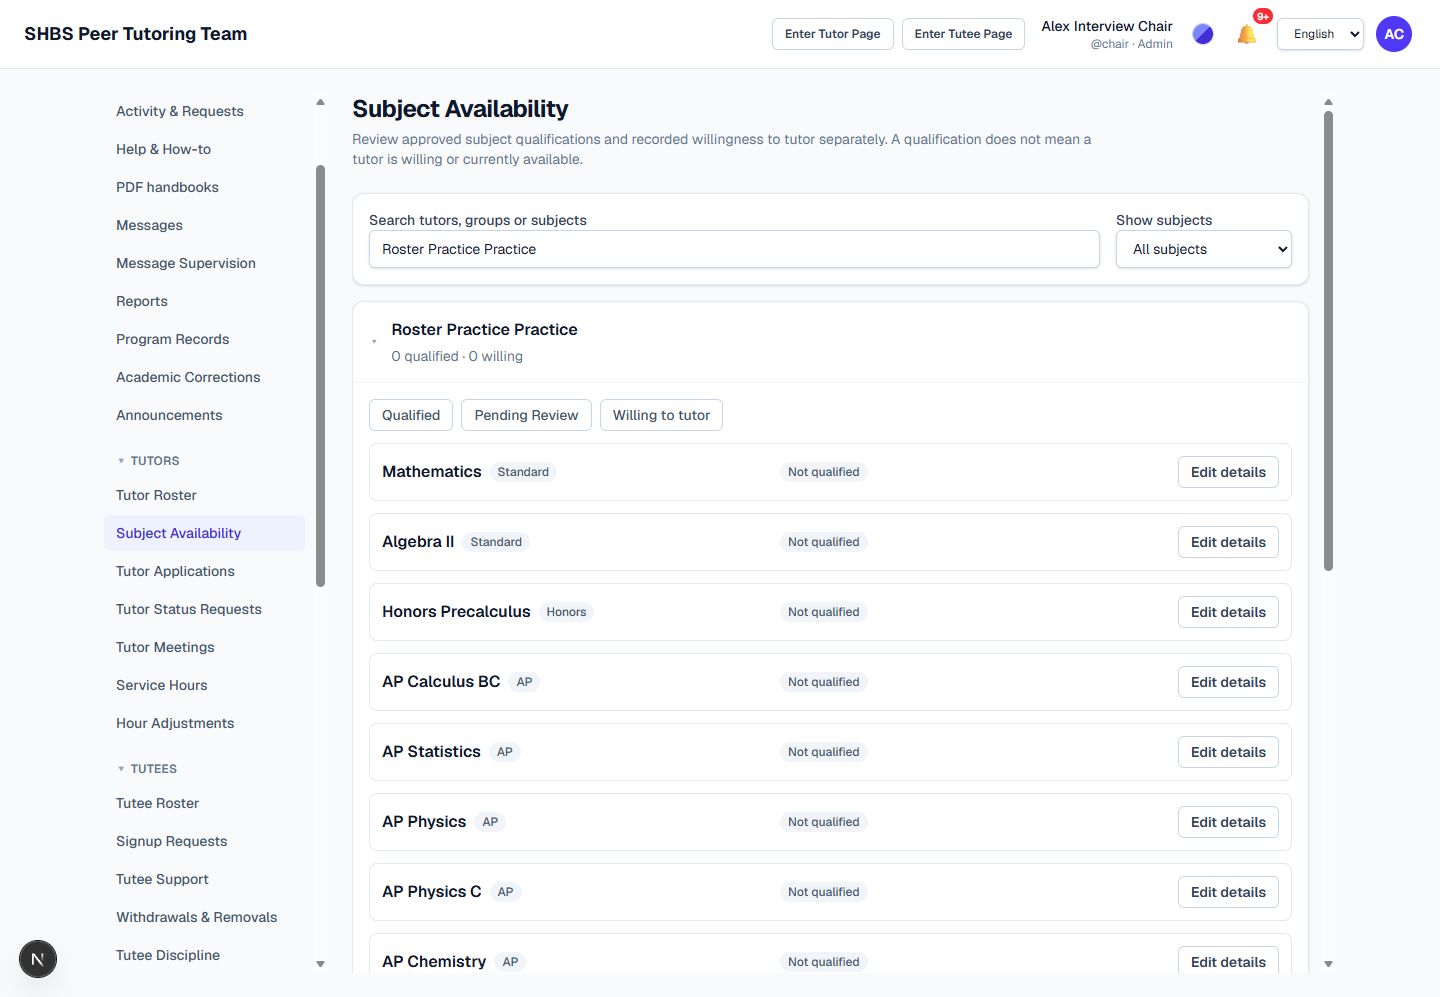 SHBS Peer Tutoring Team
Enter Tutor Page
Enter Tutee Page
Alex Interview Chair
@chair · Admin
9+
English
AC
Activity & Requests
Help & How-to
PDF handbooks
Messages
Message Supervision
Reports
Program Records
Academic Corrections
Announcements
TUTORS
Tutor Roster
Subject Availability
Tutor Applications
Tutor Status Requests
Tutor Meetings
Service Hours
Hour Adjustments
TUTEES
Tutee Roster
Signup Requests
Tutee Support
Withdrawals & Removals
Tutee Discipline
N
Subject Availability
Review approved subject qualifications and recorded willingness to tutor separately. A qualification does not mean a
tutor is willing or currently available.
Search tutors, groups or subjects
Roster Practice Practice
Show subjects
All subjects
Roster Practice Practice
0 qualified · 0 willing
Qualified
Pending Review
Willing to tutor
Mathematics Standard Not qualified Edit details
Algebra II Standard Not qualified Edit details
Honors Precalculus Honors Not qualified Edit details
AP Calculus BC AP Not qualified Edit details
AP Statistics AP Not qualified Edit details
AP Physics AP Not qualified Edit details
AP Physics C AP Not qualified Edit details
AP Chemistry AP Not qualified Edit details